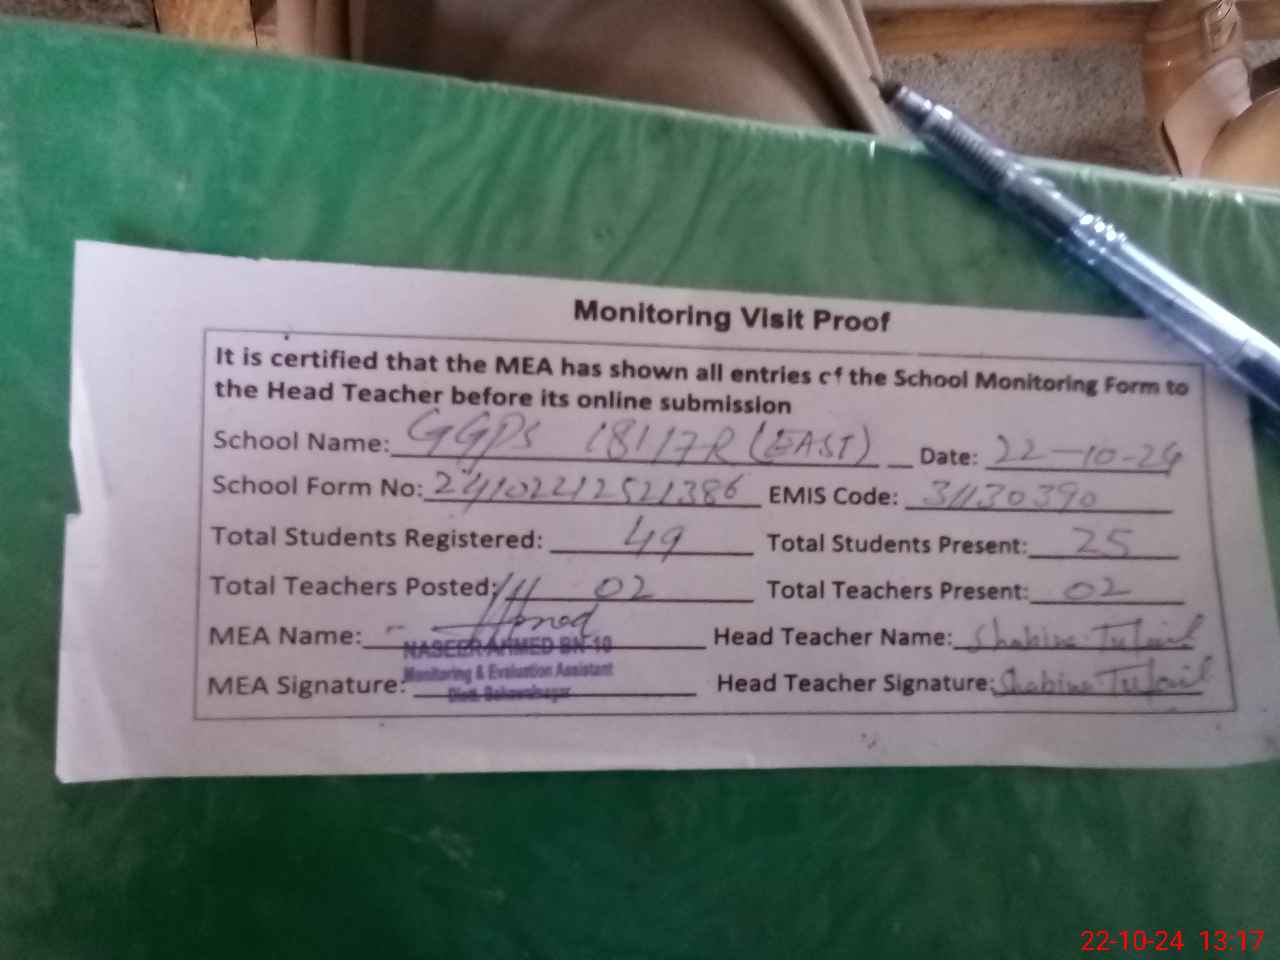 Monitoring Visit Proof
It is certified that the MEA has shown all entries of the School Monitoring Form to
the Head Teacher before its online submission
School Name: GGPS 181/7R (EAST) Date: 22-10-24
School Form No: EMIS Code: 31130390
Total Students Registered: 49 Total Students Present: 25
Total Teachers Posted: 02 Total Teachers Present: 02
MEA Name: Head Teacher Name: Shabina
NASEER AHMED BN-10
Monitoring & Evaluation Assistant
MEA Signature: Head Teacher Signature: Shabina
Distt. Bahawalnagar
22-10-24 13:17